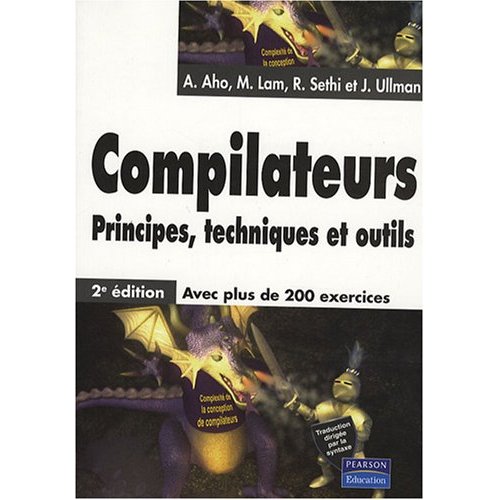 Complexité de
la conception
A. Aho, M. Lam, R. Sethi et J. Ullman
Compilateurs
Principes, techniques et outils
2e édition
Avec plus de 200 exercices
Complexité de
la conception
de compilateurs
Traduction
dirigée
par la
syntaxe
PEARSON
Education